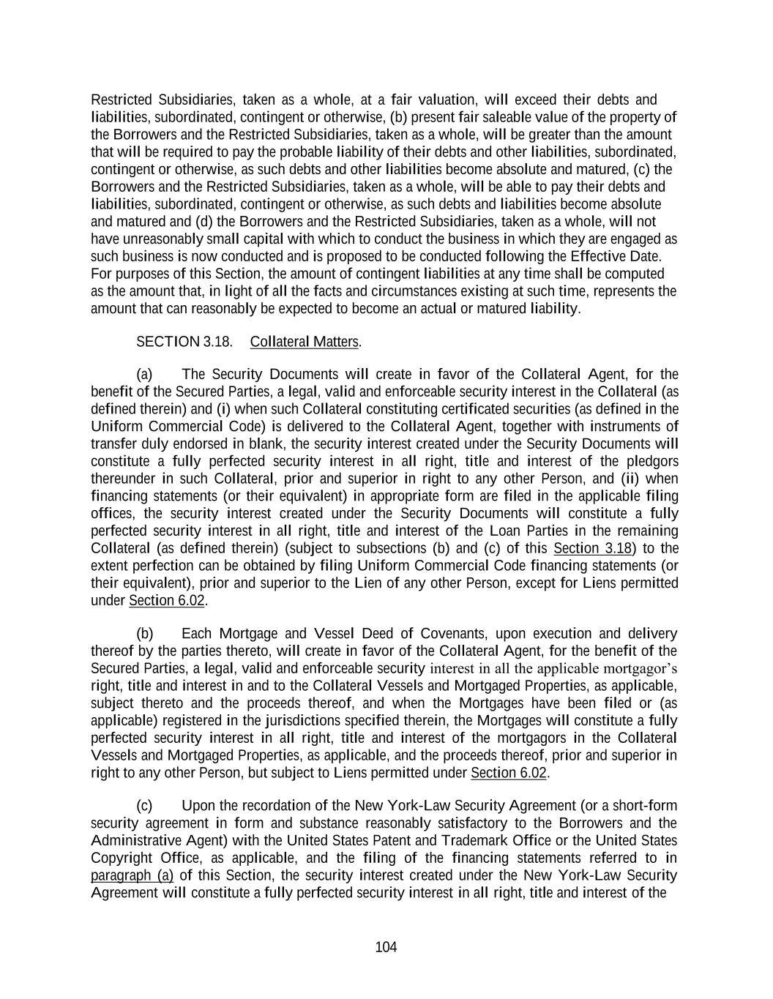 Restricted Subsidiaries, taken as a whole, at a fair valuation, will exceed their debts and
liabilities, subordinated, contingent or otherwise, (b) present fair saleable value of the property of
the Borrowers and the Restricted Subsidiaries, taken as a whole, will be greater than the amount
that will be required to pay the probable liability of their debts and other liabilities, subordinated,
contingent or otherwise, as such debts and other liabilities become absolute and matured, (c) the
Borrowers and the Restricted Subsidiaries, taken as a whole, will be able to pay their debts and
liabilities, subordinated, contingent or otherwise, as such debts and liabilities become absolute
and matured and (d) the Borrowers and the Restricted Subsidiaries, taken as a whole, will not
have unreasonably small capital with which to conduct the business in which they are engaged as
such business is now conducted and is proposed to be conducted following the Effective Date.
For purposes of this Section, the amount of contingent liabilities at any time shall be computed
as the amount that, in light of all the facts and circumstances existing at such time, represents the
amount that can reasonably be expected to become an actual or matured liability.
SECTION 3.18. Collateral Matters.
(a) The Security Documents will create in favor of the Collateral Agent, for the
benefit of the Secured Parties, a legal, valid and enforceable security interest in the Collateral (as
defined therein) and (i) when such Collateral constituting certificated securities (as defined in the
Uniform Commercial Code) is delivered to the Collateral Agent, together with instruments of
transfer duly endorsed in blank, the security interest created under the Security Documents will
constitute a fully perfected security interest in all right, title and interest of the pledgors
thereunder in such Collateral, prior and superior in right to any other Person, and (ii) when
financing statements (or their equivalent) in appropriate form are filed in the applicable filing
offices, the security interest created under the Security Documents will constitute a fully
perfected security interest in all right, title and interest of the Loan Parties in the remaining
Collateral (as defined therein) (subject to subsections (b) and (c) of this Section 3.18) to the
extent perfection can be obtained by filing Uniform Commercial Code financing statements (or
their equivalent), prior and superior to the Lien of any other Person, except for Liens permitted
under Section 6.02.
(b) Each Mortgage and Vessel Deed of Covenants, upon execution and delivery
thereof by the parties thereto, will create in favor of the Collateral Agent, for the benefit of the
Secured Parties, a legal, valid and enforceable security interest in all the applicable mortgagor’s
right, title and interest in and to the Collateral Vessels and Mortgaged Properties, as applicable,
subject thereto and the proceeds thereof, and when the Mortgages have been filed or (as
applicable) registered in the jurisdictions specified therein, the Mortgages will constitute a fully
perfected security interest in all right, title and interest of the mortgagors in the Collateral
Vessels and Mortgaged Properties, as applicable, and the proceeds thereof, prior and superior in
right to any other Person, but subject to Liens permitted under Section 6.02.
(c) Upon the recordation of the New York-Law Security Agreement (or a short-form
security agreement in form and substance reasonably satisfactory to the Borrowers and the
Administrative Agent) with the United States Patent and Trademark Office or the United States
Copyright Office, as applicable, and the filing of the financing statements referred to in
paragraph (a) of this Section, the security interest created under the New York-Law Security
Agreement will constitute a fully perfected security interest in all right, title and interest of the
104